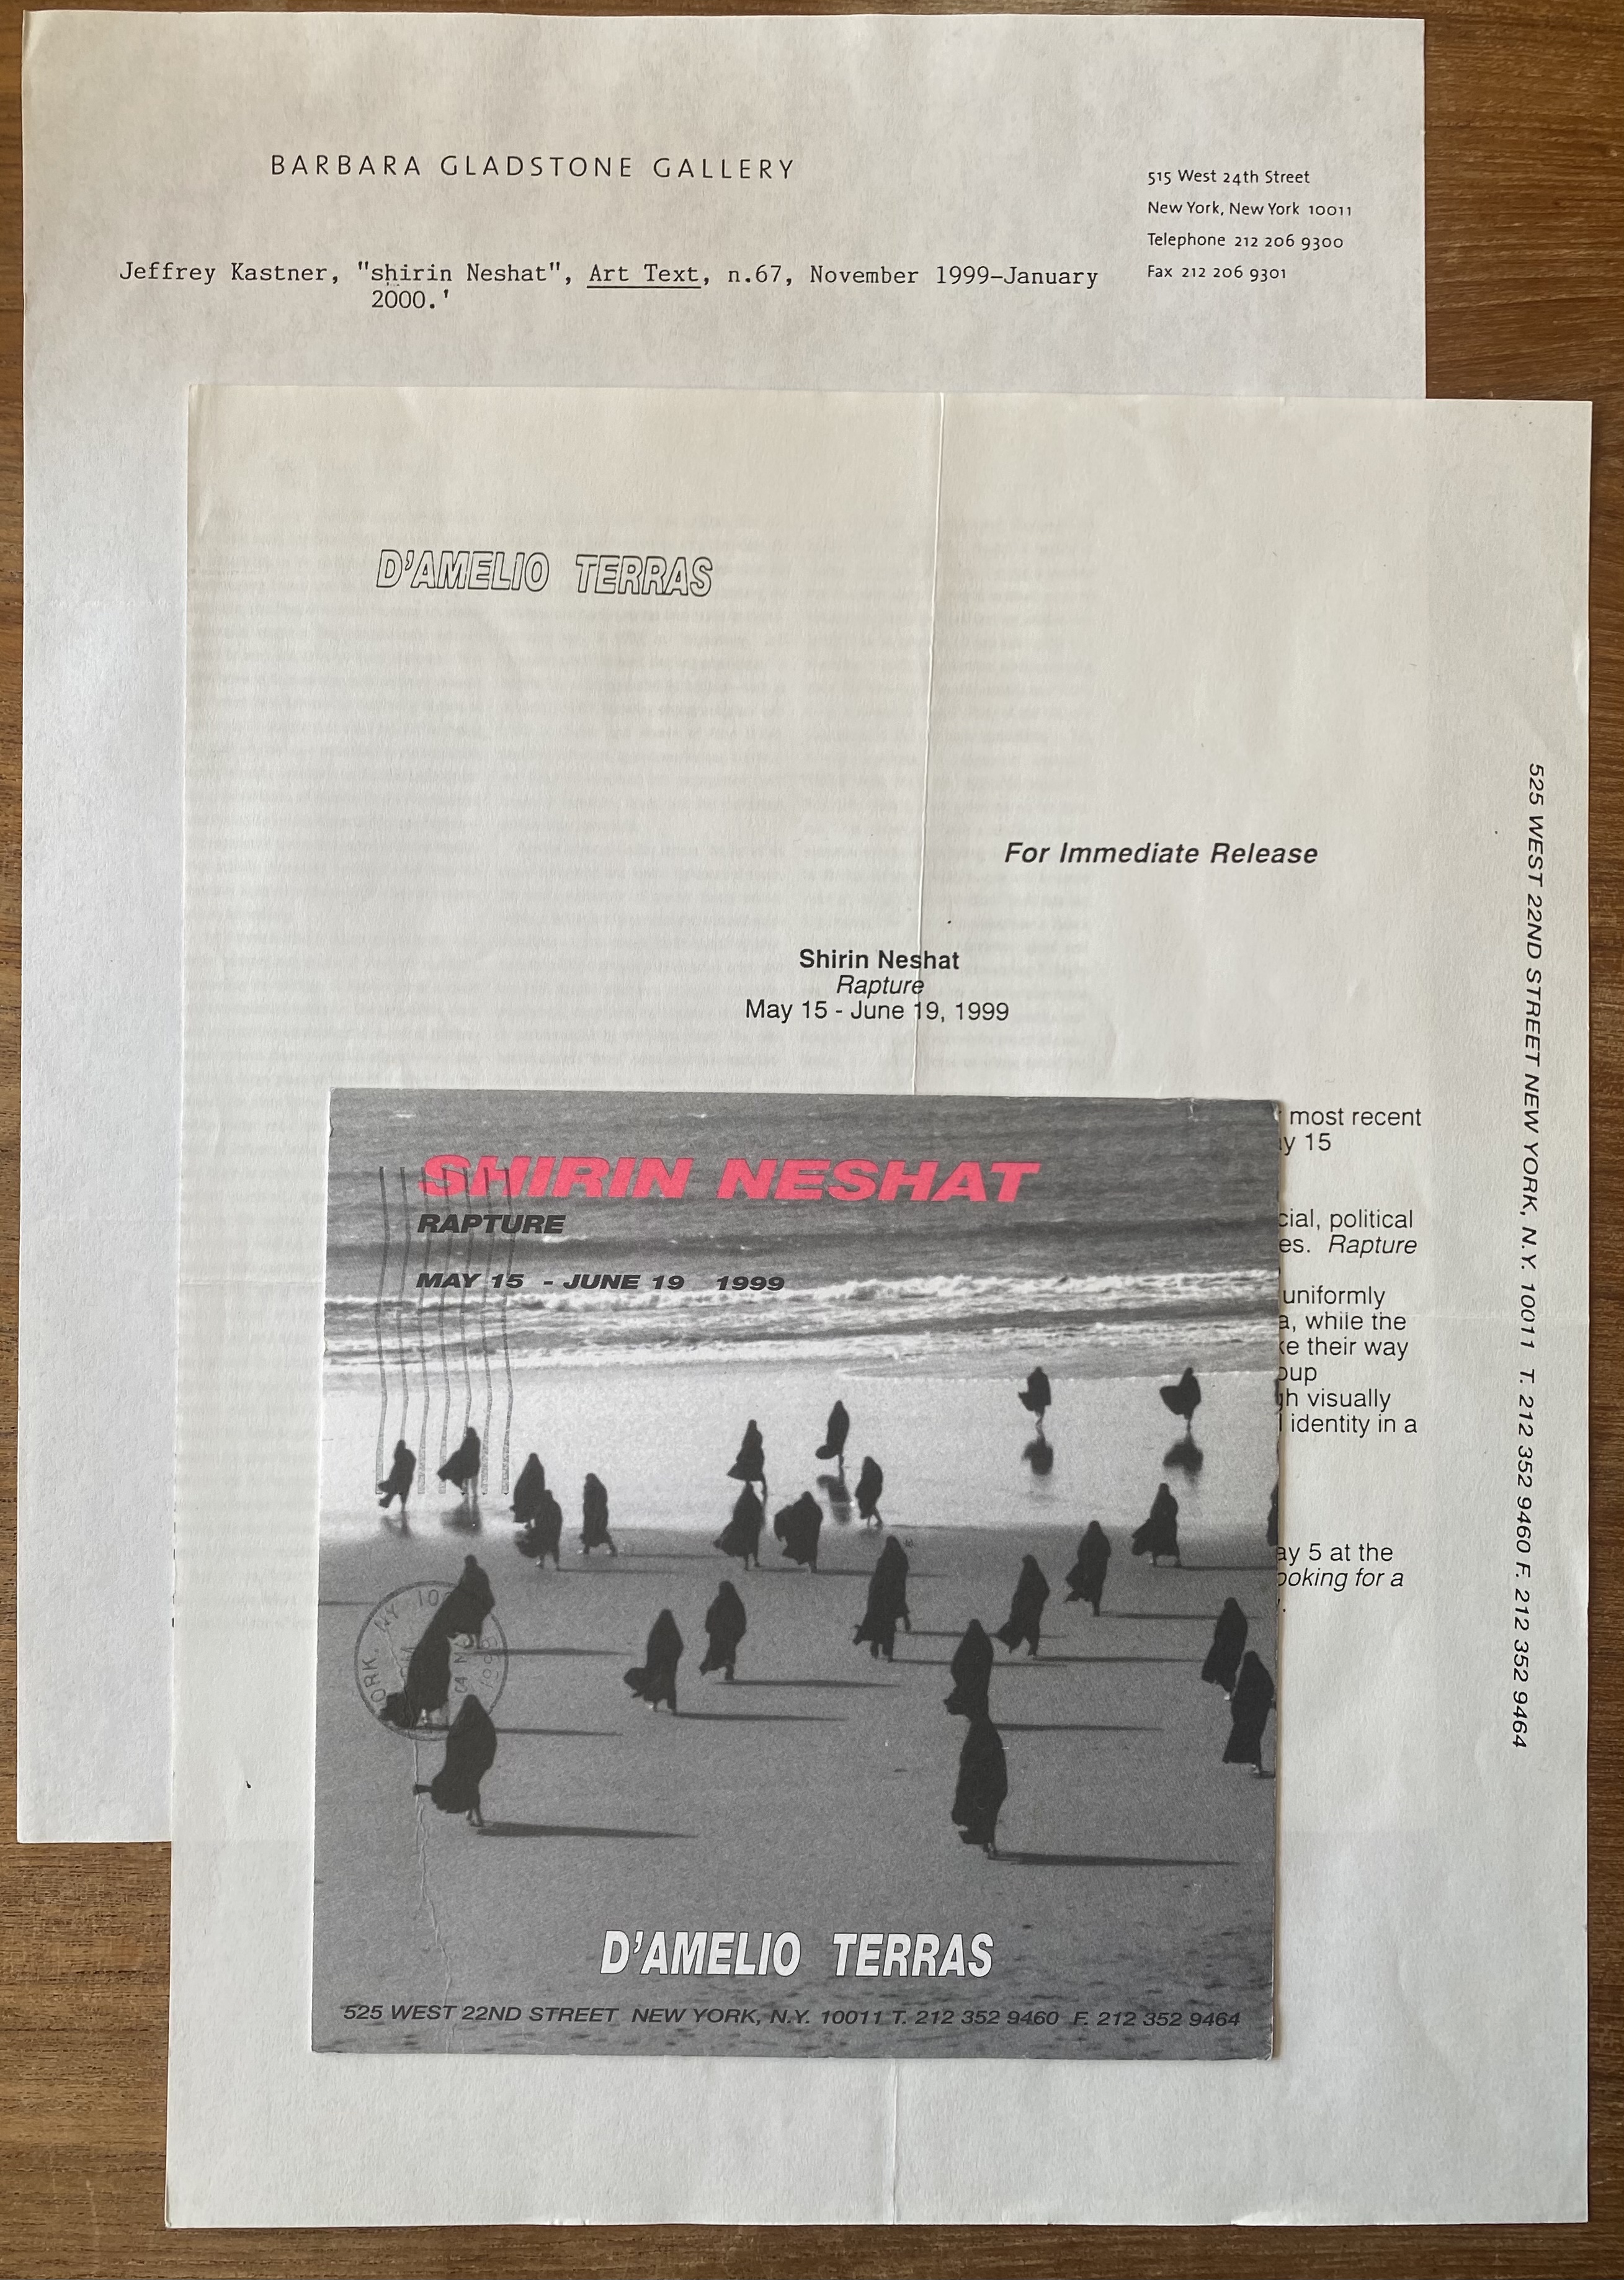 BARBARA GLADSTONE GALLERY
515 West 24th Street
New York, New York 10011
Telephone 212 206 9300
Fax 212 206 9301
Jeffrey Kastner, "shirin Neshat", Art Text, n.67, November 1999–January
2000.'
D'AMELIO TERRAS
For Immediate Release
Shirin Neshat
Rapture
May 15 - June 19, 1999
most recent
15
political
Rapture
uniformly
while the
their way
visually
identity in a
5 at the
for a
525 WEST 22ND STREET NEW YORK, N.Y. 10011 T. 212 352 9460 F. 212 352 9464
SHIRIN NESHAT
RAPTURE
MAY 15 - JUNE 19 1999
D'AMELIO TERRAS
525 WEST 22ND STREET NEW YORK, N.Y. 10011 T. 212 352 9460 F. 212 352 9464